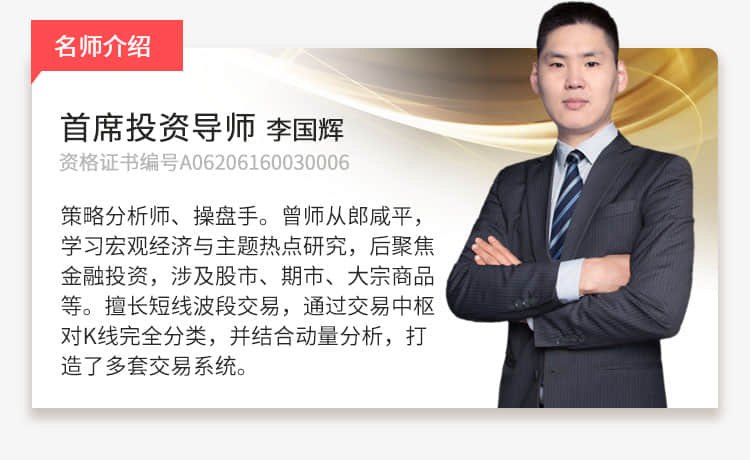 名师介绍
首席投资导师 李国辉
资格证书编号A06206160030006
策略分析师、操盘手。曾师从郎咸平，
学习宏观经济与主题热点研究，后聚焦
金融投资，涉及股市、期市、大宗商品
等。擅长短线波段交易，通过交易中枢
对K线完全分类，并结合动量分析，打
造了多套交易系统。